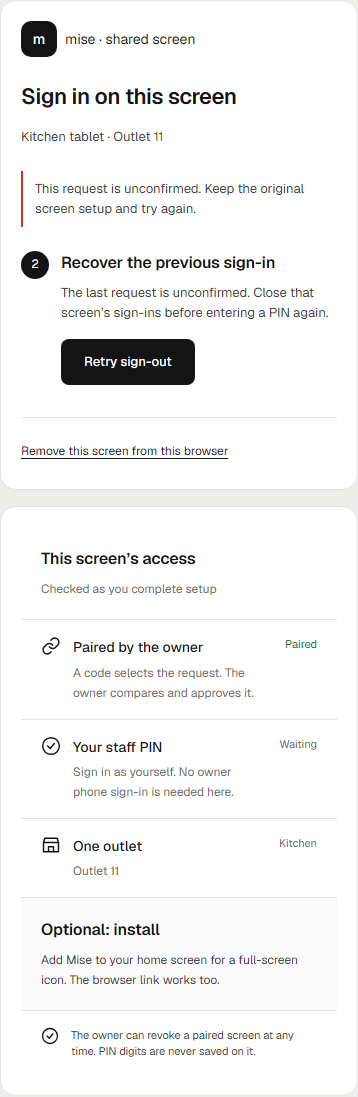 m
mise · shared screen
Sign in on this screen
Kitchen tablet · Outlet 11
This request is unconfirmed. Keep the original
screen setup and try again.
2
Recover the previous sign-in
The last request is unconfirmed. Close that
screen’s sign-ins before entering a PIN again.
Retry sign-out
Remove this screen from this browser
This screen’s access
Checked as you complete setup
Paired by the owner
Paired
A code selects the request. The
owner compares and approves it.
Your staff PIN
Waiting
Sign in as yourself. No owner
phone sign-in is needed here.
One outlet
Kitchen
Outlet 11
Optional: install
Add Mise to your home screen for a full-screen
icon. The browser link works too.
The owner can revoke a paired screen at any
time. PIN digits are never saved on it.